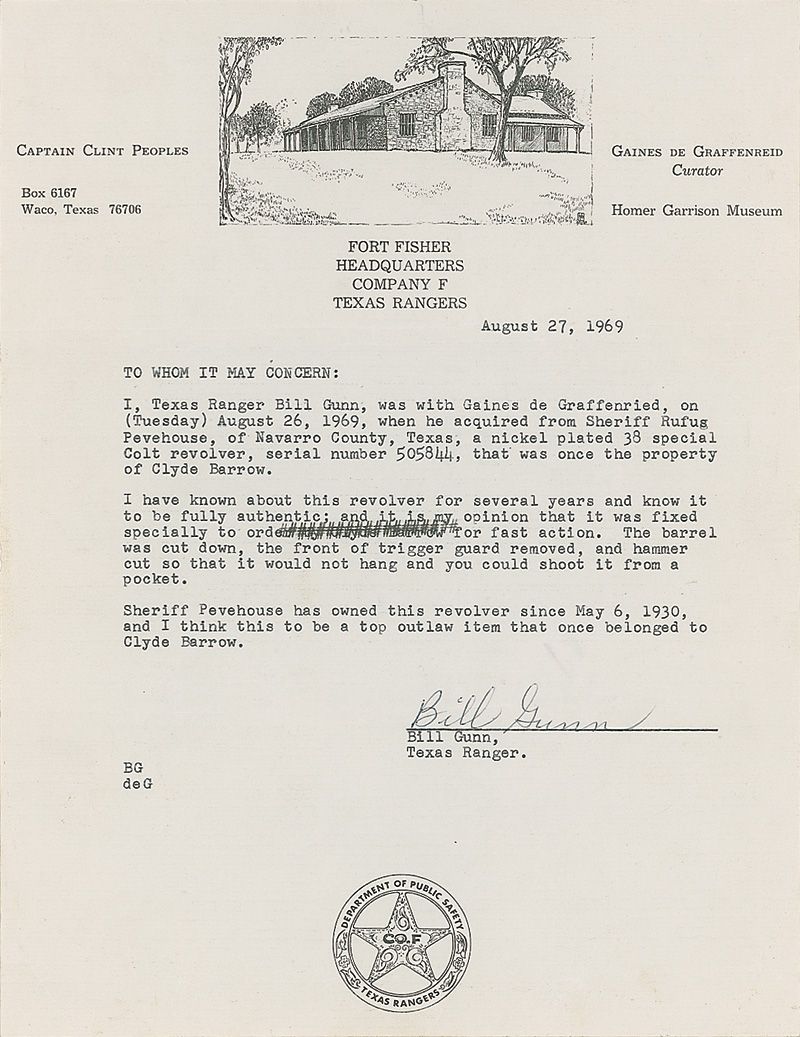 CAPTAIN CLINT PEOPLES
Box 6167
Waco, Texas 76706
GAINES DE GRAFFENREID
Curator
Homer Garrison Museum
FORT FISHER
HEADQUARTERS
COMPANY F
TEXAS RANGERS
August 27, 1969
TO WHOM IT MAY CONCERN:
I, Texas Ranger Bill Gunn, was with Gaines de Graffenried, on
(Tuesday) August 26, 1969, when he acquired from Sheriff Rufug
Pevehouse, of Navarro County, Texas, a nickel plated 38 special
Colt revolver, serial number 505844, that was once the property
of Clyde Barrow.
I have known about this revolver for several years and know it
to be fully authentic; and it is my opinion that it was fixed
specially to order for fast action. The barrel
was cut down, the front of trigger guard removed, and hammer
cut so that it would not hang and you could shoot it from a
pocket.
Sheriff Pevehouse has owned this revolver since May 6, 1930,
and I think this to be a top outlaw item that once belonged to
Clyde Barrow.
Bill Gunn
Bill Gunn,
Texas Ranger.
BG
deG
DEPARTMENT OF PUBLIC SAFETY
CO.F
TEXAS RANGERS